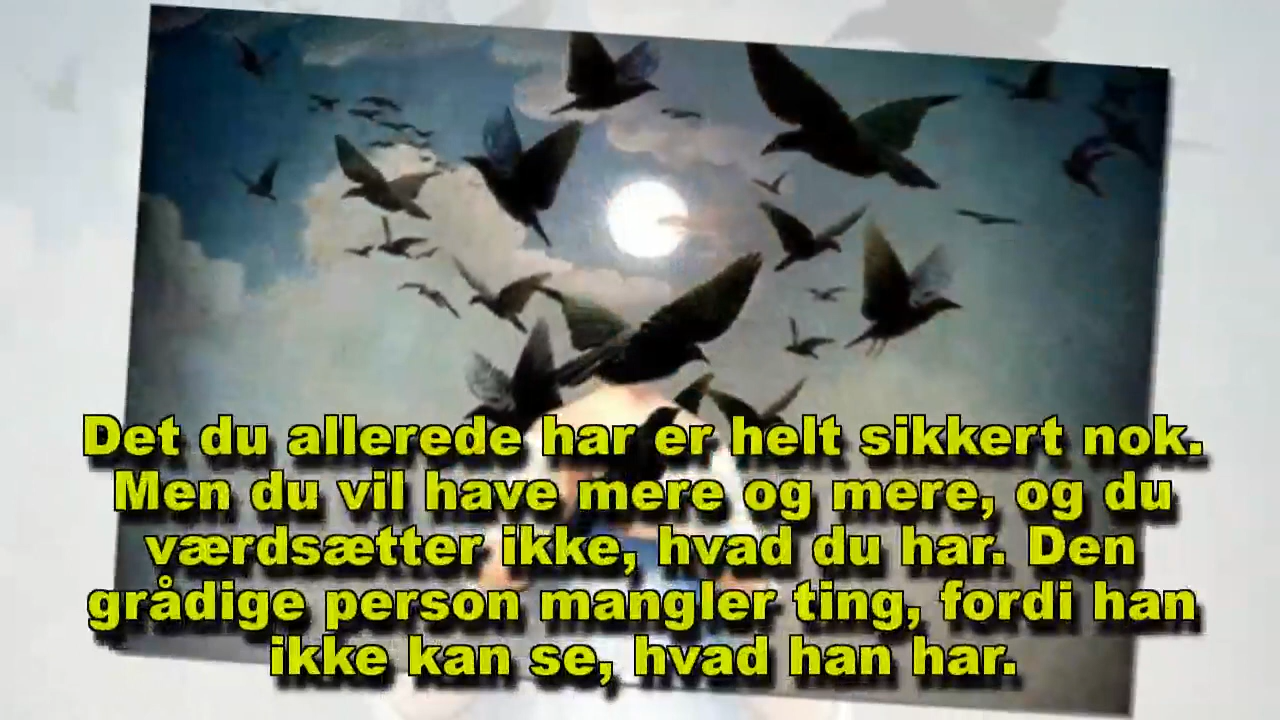 Det du allerede har er helt sikkert nok.
Men du vil have mere og mere, og du
værdsætter ikke, hvad du har. Den
grådige person mangler ting, fordi han
ikke kan se, hvad han har.